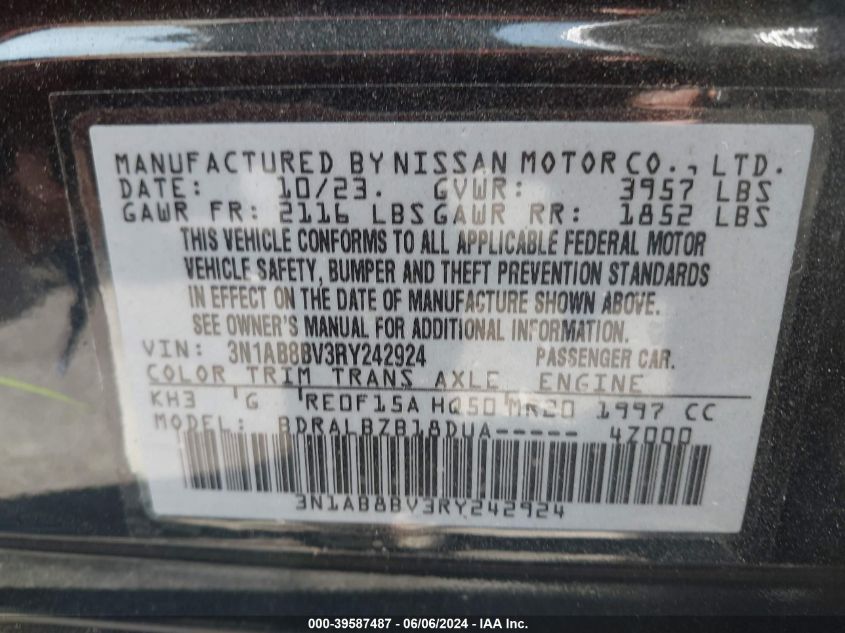 MANUFACTURED BY NISSAN MOTOR CO., LTD.
DATE: 10/23. GVWR: 3957 LBS
GAWR FR: 2116 LBS GAWR RR: 1852 LBS
THIS VEHICLE CONFORMS TO ALL APPLICABLE FEDERAL MOTOR
VEHICLE SAFETY, BUMPER AND THEFT PREVENTION STANDARDS
IN EFFECT ON THE DATE OF MANUFACTURE SHOWN ABOVE.
SEE OWNER'S MANUAL FOR ADDITIONAL INFORMATION.
VIN: 3N1AB8BV3RY242924 PASSENGER CAR.
COLOR TRIM TRANS AXLE ENGINE
KH3 G RE0F15A HQ50 MR20 1997 CC
MODEL: BDRALBZB18DUA----- 4Z000
3N1AB8BV3RY242924
000-39587487 - 06/06/2024 - IAA Inc.